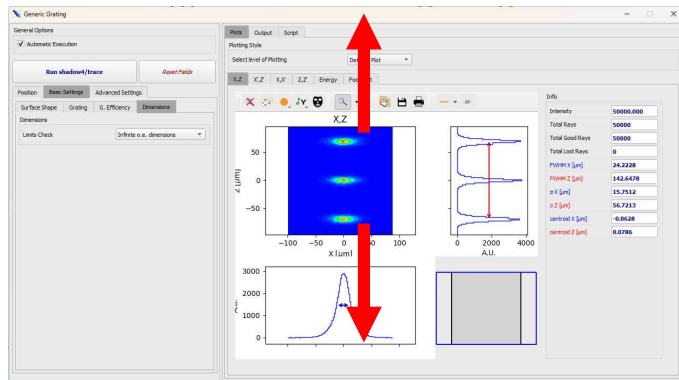 Generic Grating
General Options
Automatic Execution
Run shadow4/trace
Reset Fields
Position Basic Settings Advanced Settings
Surface Shape Grating G. Efficiency Dimensions
Dimensions
Limits Check Infinite o.e. dimensions
Plots Output Script
Plotting Style
Select level of Plotting Plot
X,Z X',Z' X,X' Z,Z' Energy
X,Z
50
0
−50
−100 −50 0 100
X [µm]
Z [µm]
0 2000 4000
A.U.
3000
2000
1000
0
Info
Intensity 50000.000
Total Rays 50000
Total Good Rays 50000
Total Lost Rays 0
FWHM X [µm] 24.2228
FWHM Z [µm] 142.6478
σ X [µm] 15.7512
σ Z [µm] 56.7213
centroid X [µm] -0.0628
centroid Z [µm] 0.0786